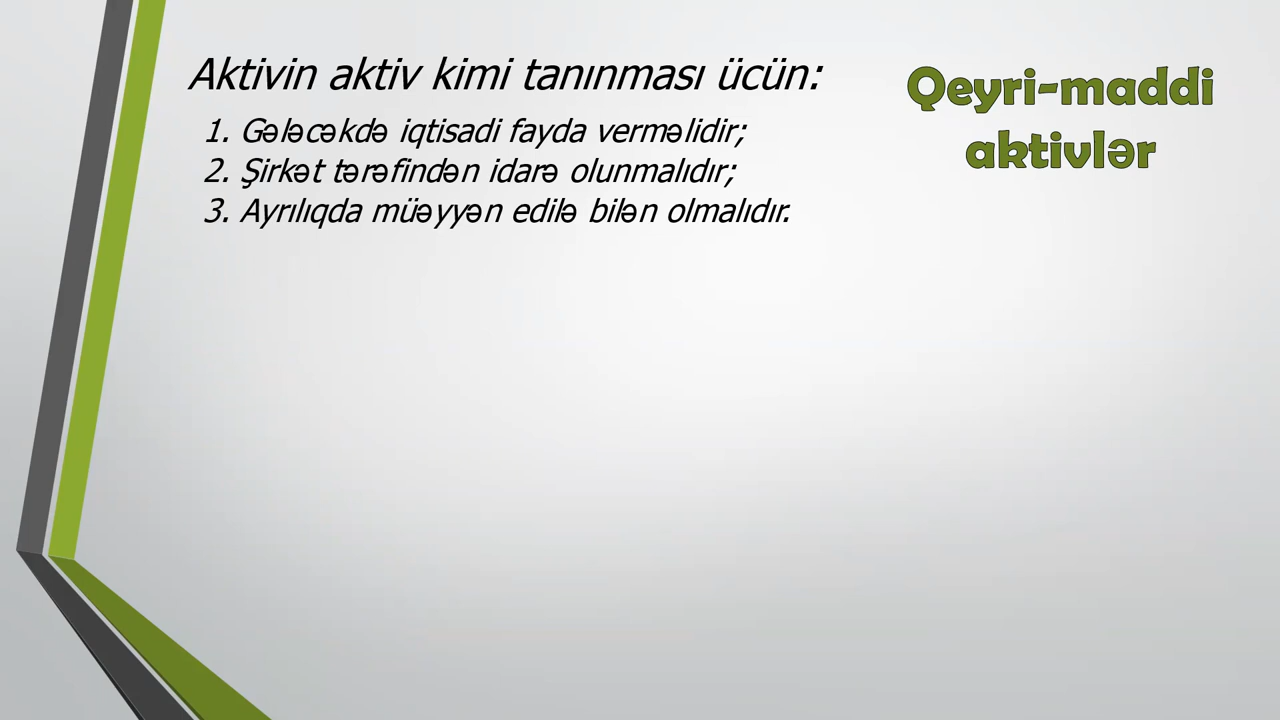 Aktivin aktiv kimi tanınması ücün:
1. Gələcəkdə iqtisadi fayda verməlidir;
2. Şirkət tərəfindən idarə olunmalıdır;
3. Ayrılıqda müəyyən edilə bilən olmalıdır.
Qeyri-maddi
aktivlər